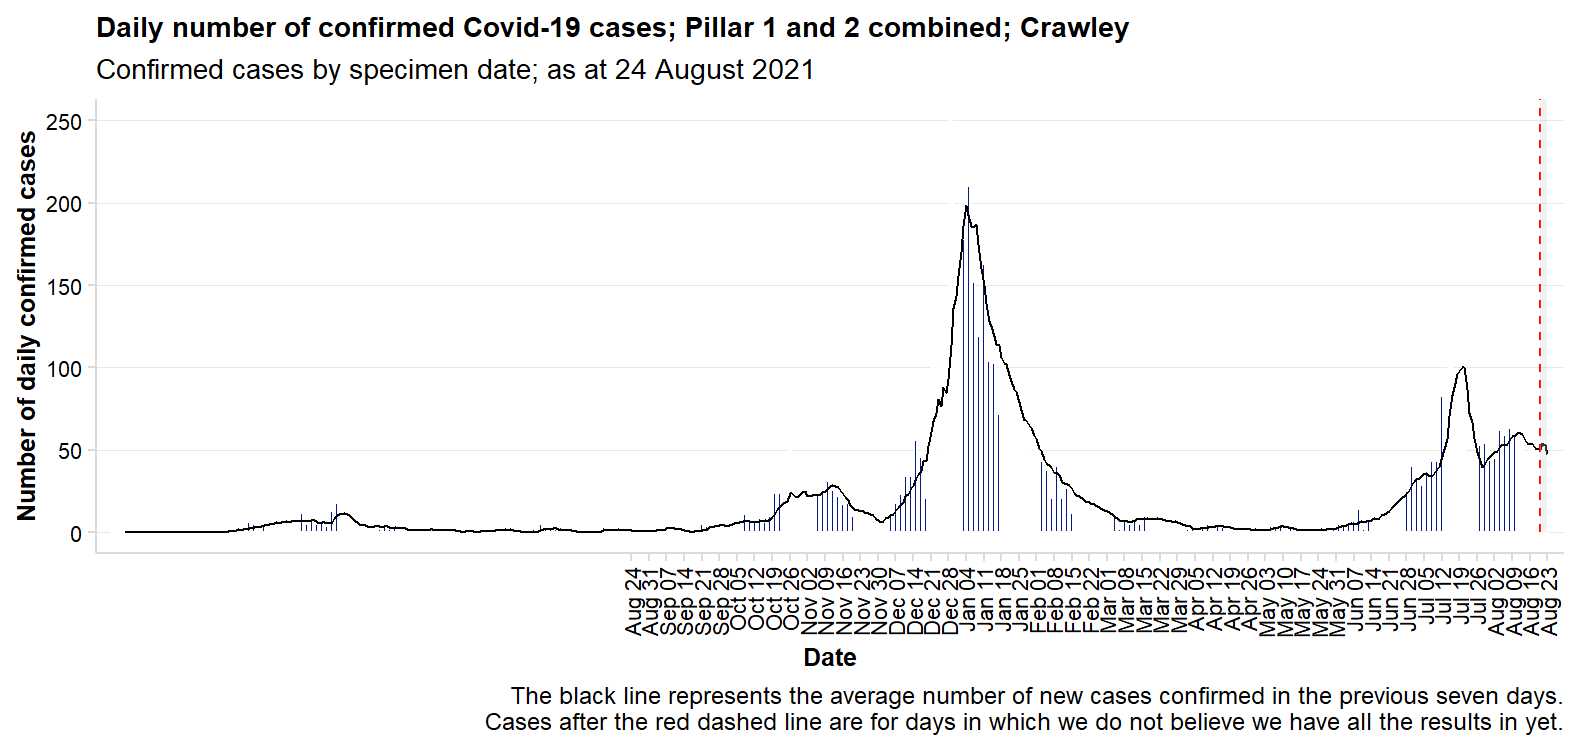 Daily number of confirmed Covid-19 cases; Pillar 1 and 2 combined; Crawley
Confirmed cases by specimen date; as at 24 August 2021
Number of daily confirmed cases
250
200
150
100
50
0
Aug 24
Aug 31
Sep 07
Sep 14
Sep 21
Sep 28
Oct 05
Oct 12
Oct 19
Oct 26
Nov 02
Nov 09
Nov 16
Nov 23
Nov 30
Dec 07
Dec 14
Dec 21
Dec 28
Jan 04
Jan 11
Jan 18
Jan 25
Feb 01
Feb 08
Feb 15
Feb 22
Mar 01
Mar 08
Mar 15
Mar 22
Mar 29
Apr 05
Apr 12
Apr 19
Apr 26
May 03
May 10
May 17
May 24
May 31
Jun 07
Jun 14
Jun 21
Jun 28
Jul 05
Jul 12
Jul 19
Jul 26
Aug 02
Aug 09
Aug 16
Aug 23
Date
The black line represents the average number of new cases confirmed in the previous seven days.
Cases after the red dashed line are for days in which we do not believe we have all the results in yet.